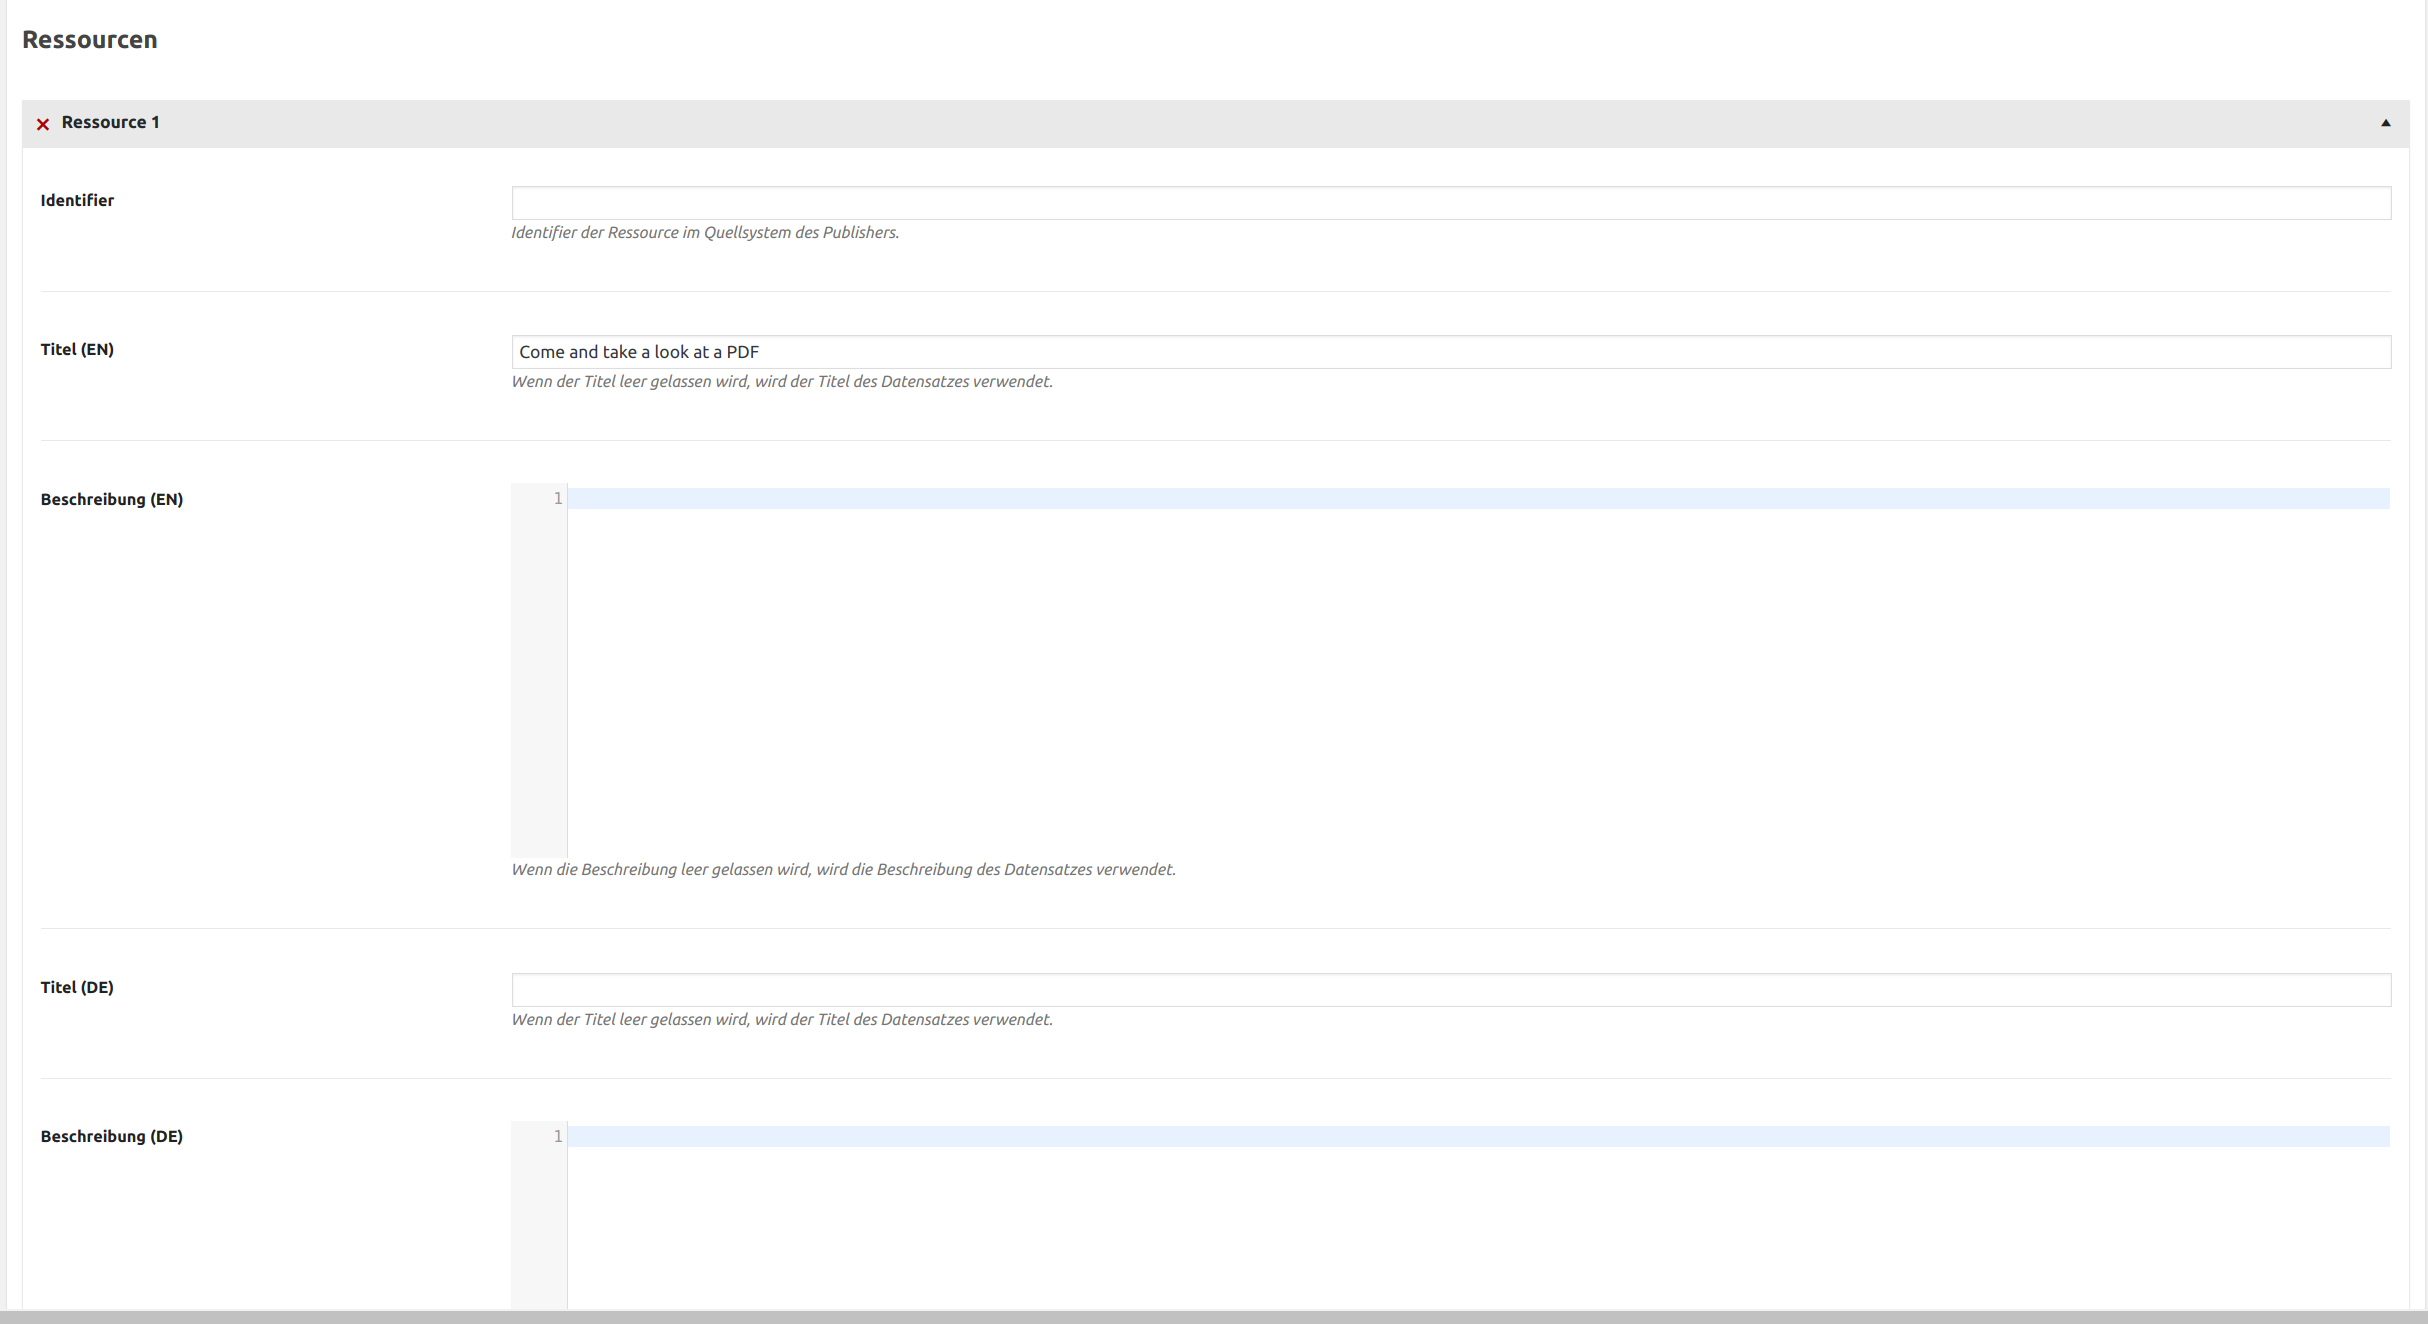 Ressourcen
Ressource 1
Identifier
Identifier der Ressource im Quellsystem des Publishers.
Titel (EN)
Come and take a look at a PDF
Wenn der Titel leer gelassen wird, wird der Titel des Datensatzes verwendet.
Beschreibung (EN)
1
Wenn die Beschreibung leer gelassen wird, wird die Beschreibung des Datensatzes verwendet.
Titel (DE)
Wenn der Titel leer gelassen wird, wird der Titel des Datensatzes verwendet.
Beschreibung (DE)
1